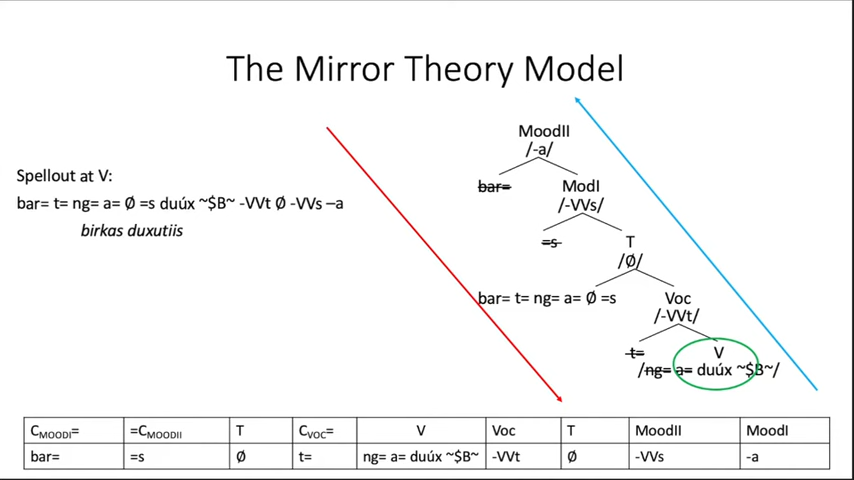 The Mirror Theory Model
Spellout at V:
bar= t= ng= a= Ø =s duúx ~$B~ -VVt Ø -VVs –a
birkas duxutiis
MoodII
/-a/
bar=
ModI
/-VVs/
=s
T
/Ø/
bar= t= ng= a= Ø =s
Voc
/-VVt/
t=
V
/ng= a= duúx ~$B~/
C_MOODI= =C_MOODII T C_VOC= V Voc T MoodII MoodI
bar= =s Ø t= ng= a= duúx ~$B~ -VVt Ø -VVs -a